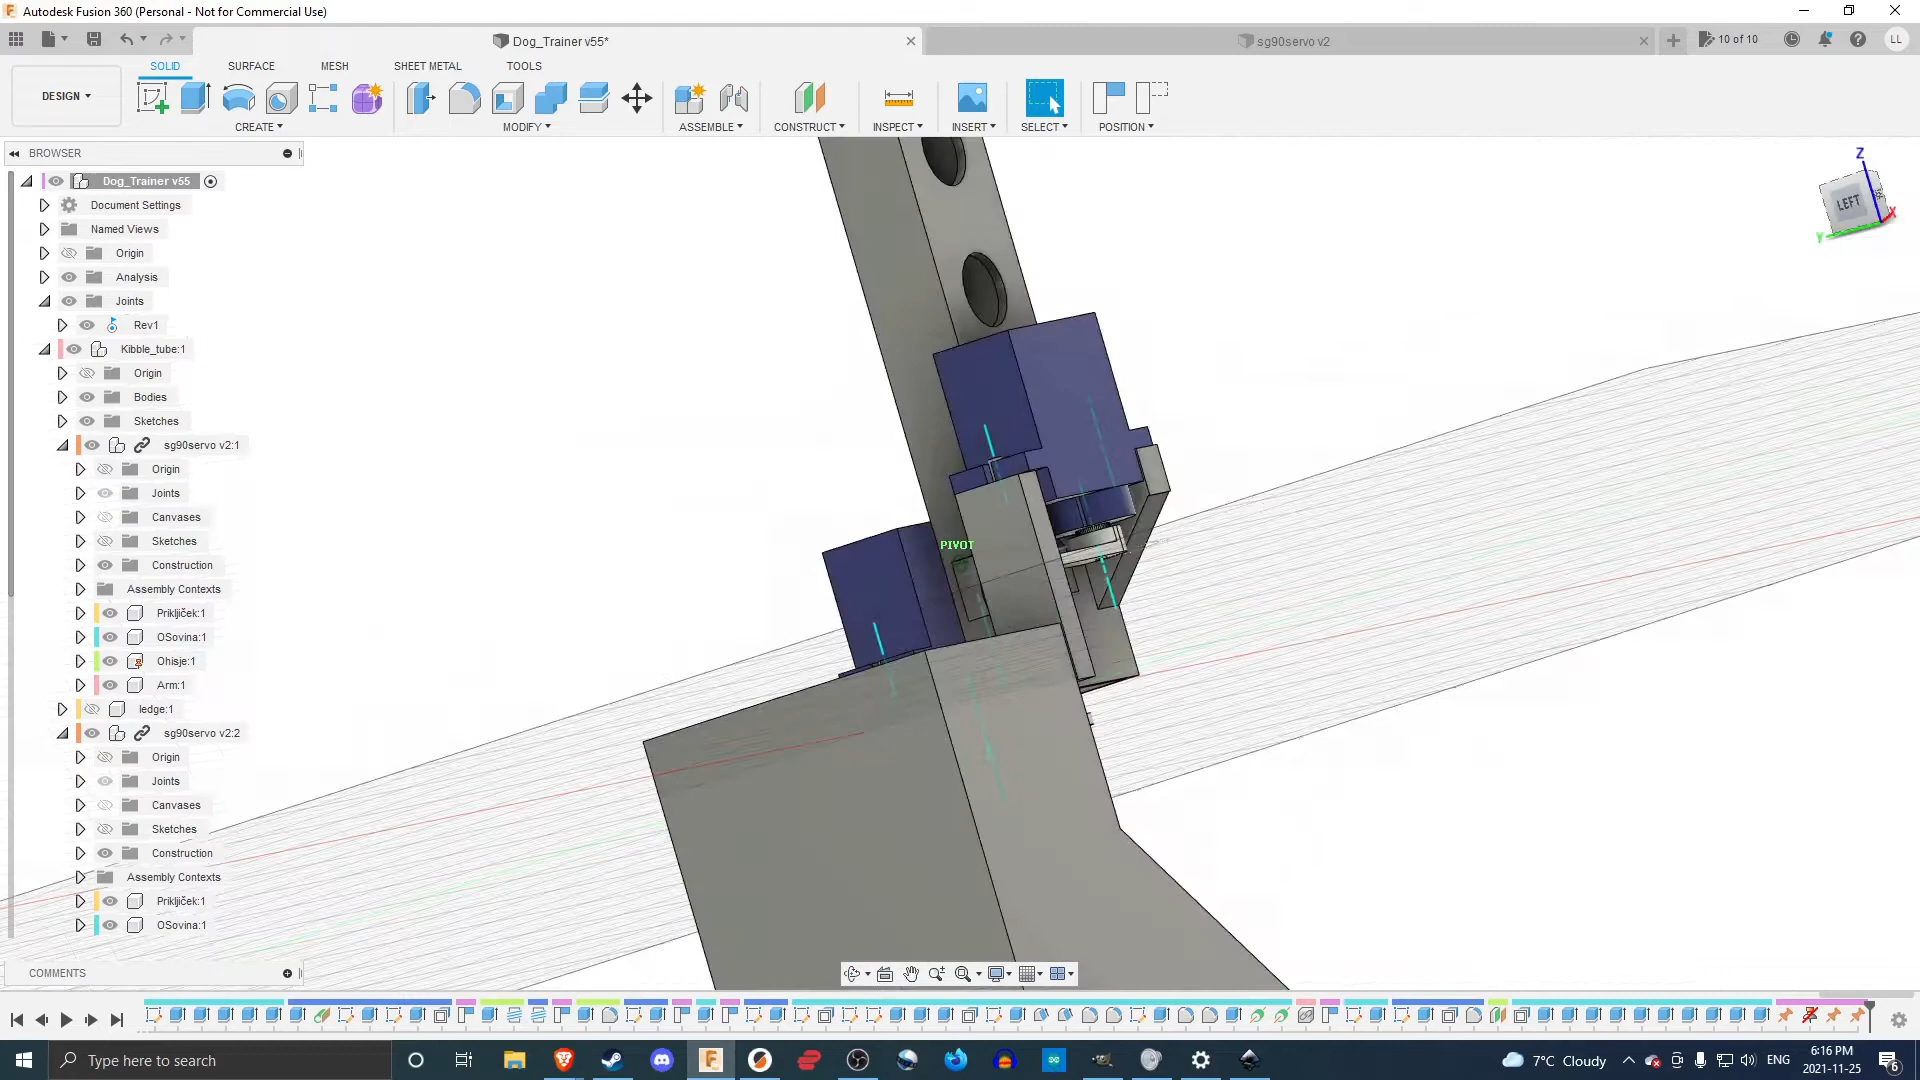 Autodesk Fusion 360 (Personal - Not for Commercial Use)
Dog_Trainer v55*
sg90servo v2
10 of 10
LL
DESIGN
SOLID
SURFACE
MESH
SHEET METAL
TOOLS
CREATE
MODIFY
ASSEMBLE
CONSTRUCT
INSPECT
INSERT
SELECT
POSITION
BROWSER
Dog_Trainer v55
Document Settings
Named Views
Origin
Analysis
Joints
Rev1
Kibble_tube:1
Origin
Bodies
Sketches
sg90servo v2:1
Origin
Joints
Canvases
Sketches
Construction
Assembly Contexts
Prikljiček:1
OSovina:1
Ohisje:1
Arm:1
ledge:1
sg90servo v2:2
Origin
Joints
Canvases
Sketches
Construction
Assembly Contexts
Prikljiček:1
OSovina:1
COMMENTS
PIVOT
Z
LEFT
X
Y
Type here to search
7°C Cloudy
ENG
6:16 PM
2021-11-25
6